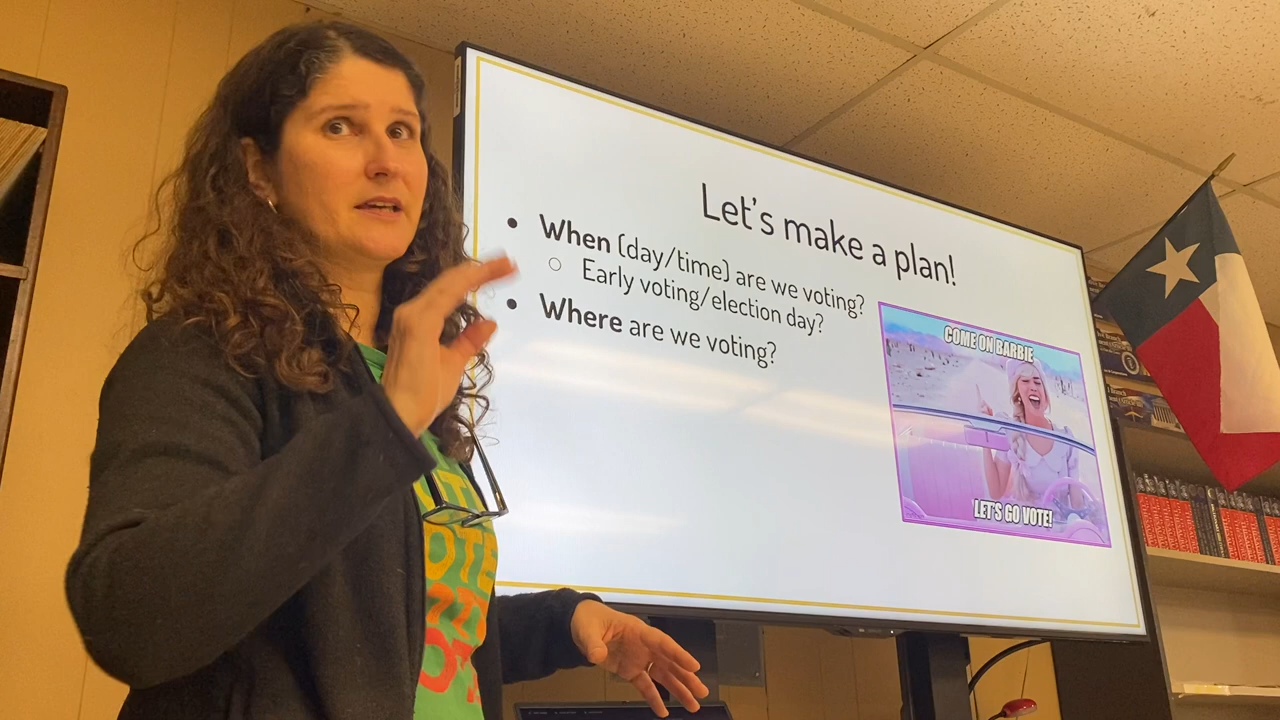 Let's make a plan!
• When (day/time) are we voting?
○ Early voting/election day?
• Where are we voting?
COME ON BARBIE
LET'S GO VOTE!